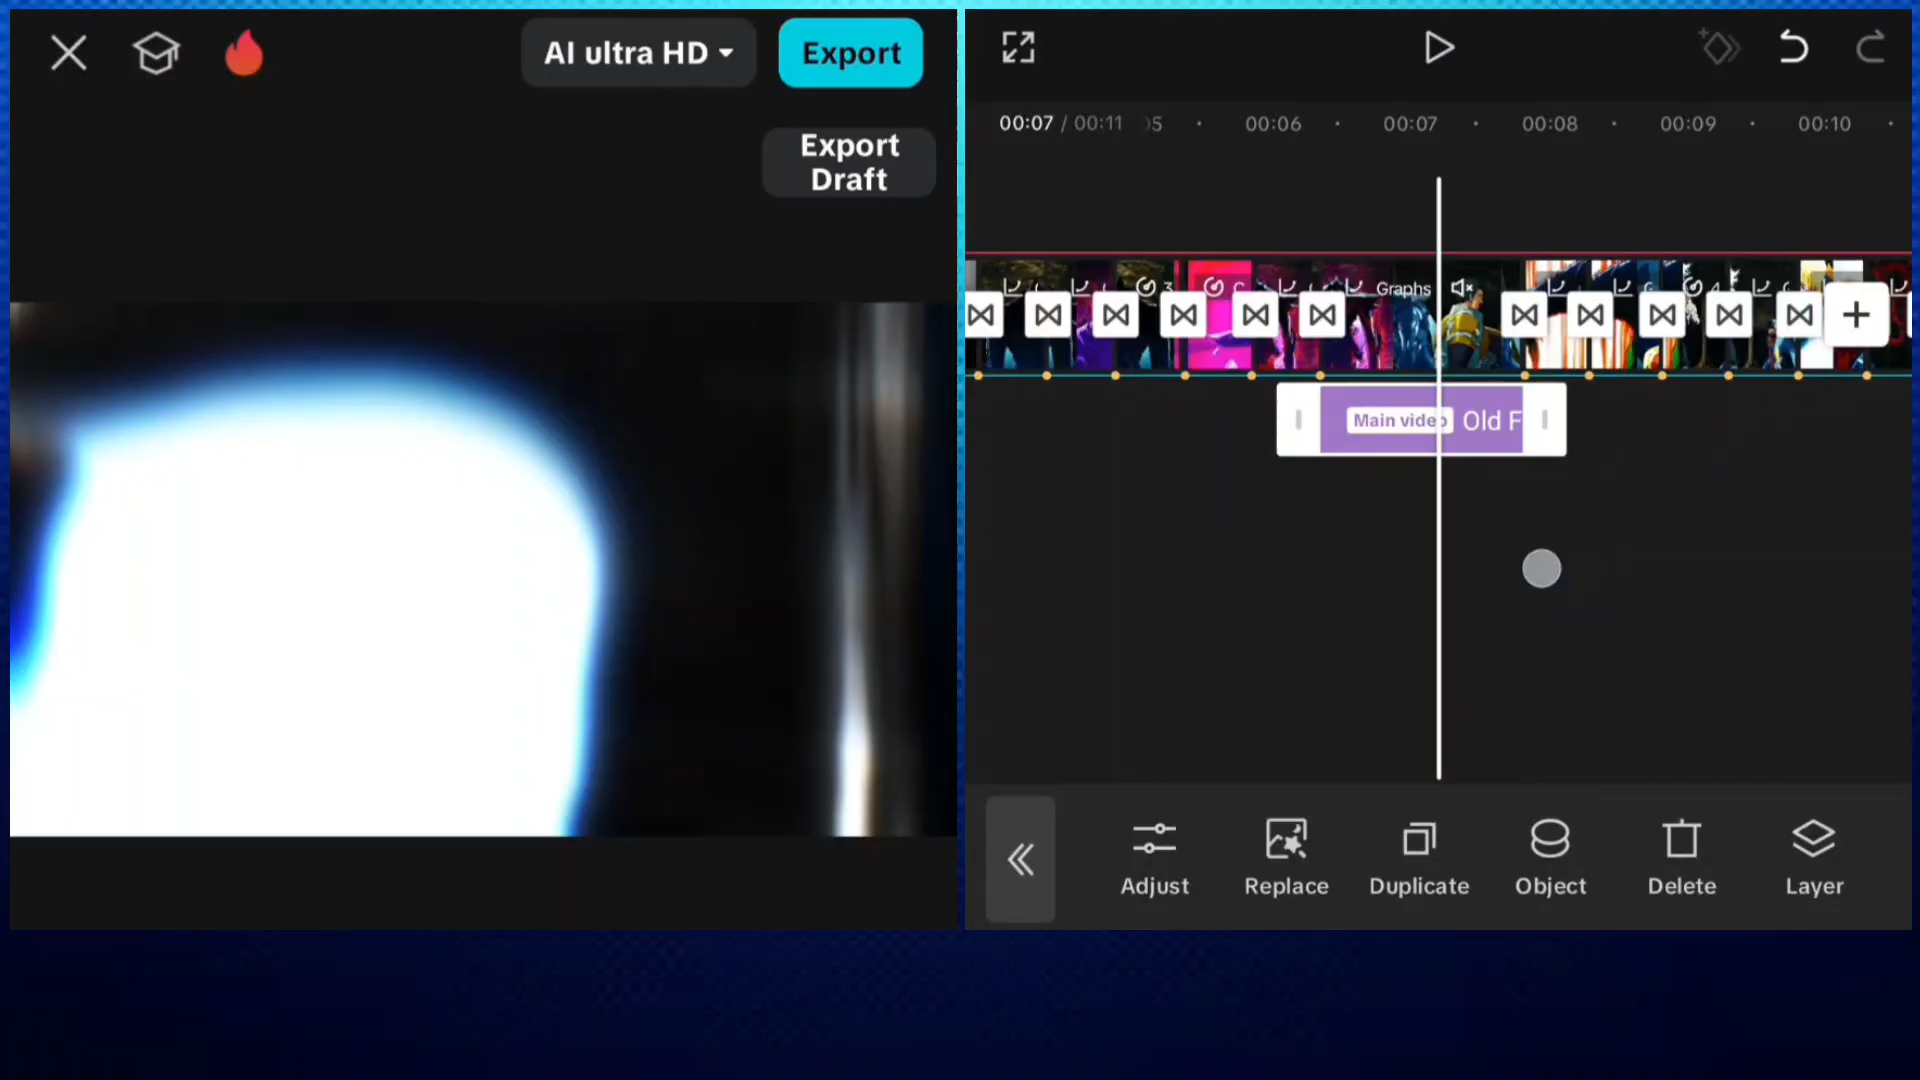 AI ultra HD
Export
Export
Draft
00:07 / 00:11
00:06
00:07
00:08
00:09
00:10
Graphs
Main video
Old F
Adjust
Replace
Duplicate
Object
Delete
Layer